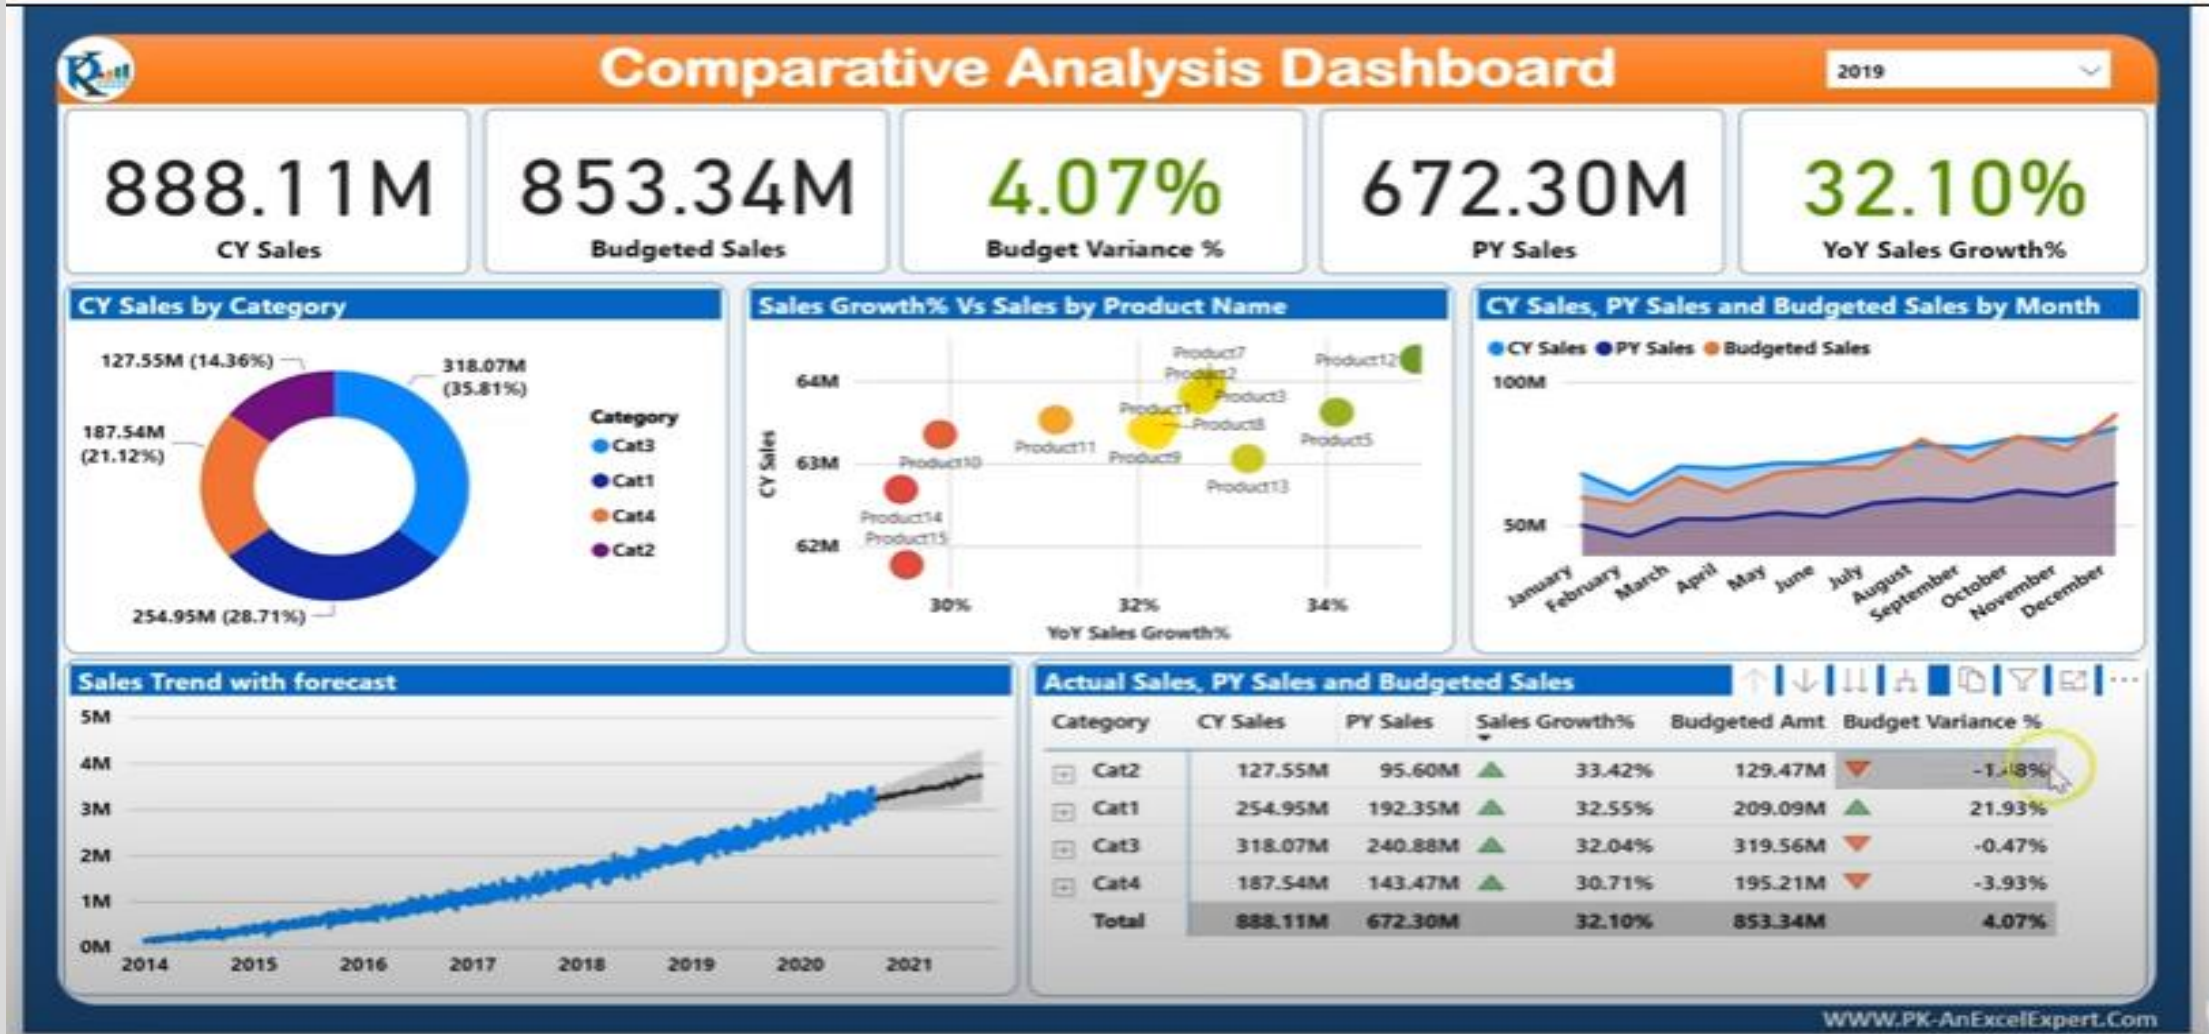 Comparative Analysis Dashboard
2019
888.11M
CY Sales
853.34M
Budgeted Sales
4.07%
Budget Variance %
672.30M
PY Sales
32.10%
YoY Sales Growth%
CY Sales by Category
127.55M (14.36%)
318.07M
(35.81%)
187.54M
(21.12%)
254.95M (28.71%)
Category
Cat3
Cat1
Cat4
Cat2
Sales Growth% Vs Sales by Product Name
CY Sales
64M
63M
62M
Product7
Product2
Product12
Product3
Product1
Product8
Product5
Product11
Product9
Product10
Product13
Product14
Product15
30% 32% 34%
YoY Sales Growth%
CY Sales, PY Sales and Budgeted Sales by Month
CY Sales PY Sales Budgeted Sales
100M
50M
January February March April May June July August September October November December
Sales Trend with forecast
5M
4M
3M
2M
1M
0M
2014 2015 2016 2017 2018 2019 2020 2021
Actual Sales, PY Sales and Budgeted Sales
Category CY Sales PY Sales Sales Growth% Budgeted Amt Budget Variance %
Cat2 127.55M 95.60M 33.42% 129.47M
Cat1 254.95M 192.35M 32.55% 209.09M 21.93%
Cat3 318.07M 240.88M 32.04% 319.56M -0.47%
Cat4 187.54M 143.47M 30.71% 195.21M -3.93%
Total 888.11M 672.30M 32.10% 853.34M 4.07%
WWW.PK-AnExcelExpert.Com